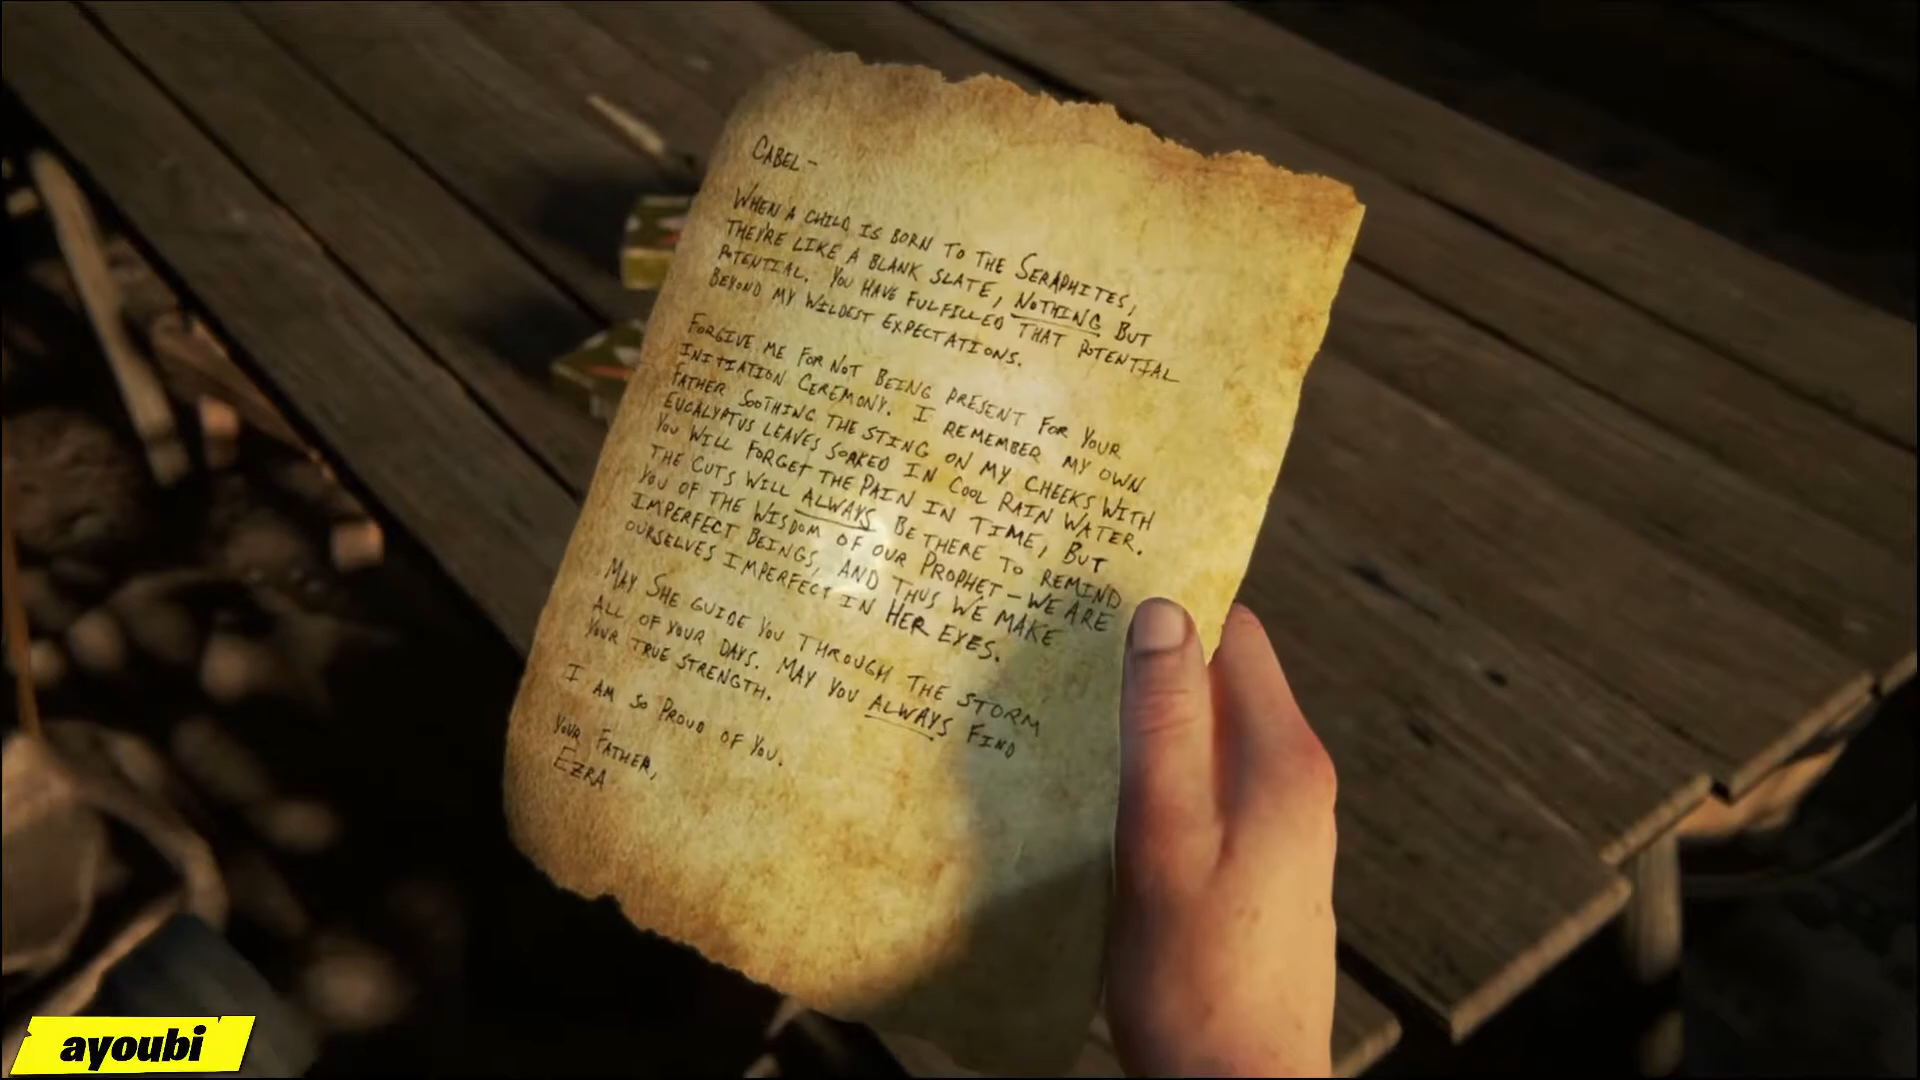 CABEL-
WHEN A CHILD IS BORN TO THE SERAPHITES,
THEY'RE LIKE A BLANK SLATE, NOTHING BUT
POTENTIAL. YOU HAVE FULFILLED THAT POTENTIAL
BEYOND MY WILDEST EXPECTATIONS.
FORGIVE ME FOR NOT BEING PRESENT FOR YOUR
INITIATION CEREMONY. I REMEMBER MY OWN
FATHER SOOTHING THE STING ON MY CHEEKS WITH
EUCALYPTUS LEAVES SOAKED IN COOL RAIN WATER.
YOU WILL FORGET THE PAIN IN TIME, BUT
THE CUTS WILL ALWAYS BE THERE TO REMIND
YOU OF THE WISDOM OF OUR PROPHET - WE ARE
IMPERFECT BEINGS, AND THUS WE MAKE
OURSELVES IMPERFECT IN HER EYES.
MAY SHE GUIDE YOU THROUGH THE STORM
ALL OF YOUR DAYS. MAY YOU ALWAYS FIND
YOUR TRUE STRENGTH.
I AM SO PROUD OF YOU.
YOUR FATHER,
EZRA
ayoubi